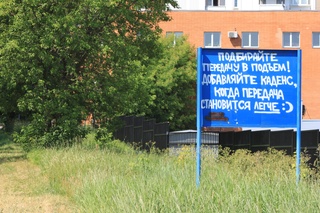 ПОДБИРАЙТЕ
ПЕРЕДАЧУ В ПОДЪЕМ!
ДОБАВЛЯЙТЕ КАДЕНС,
КОГДА ПЕРЕДАЧА
СТАНОВИТСЯ ЛЕГЧЕ: